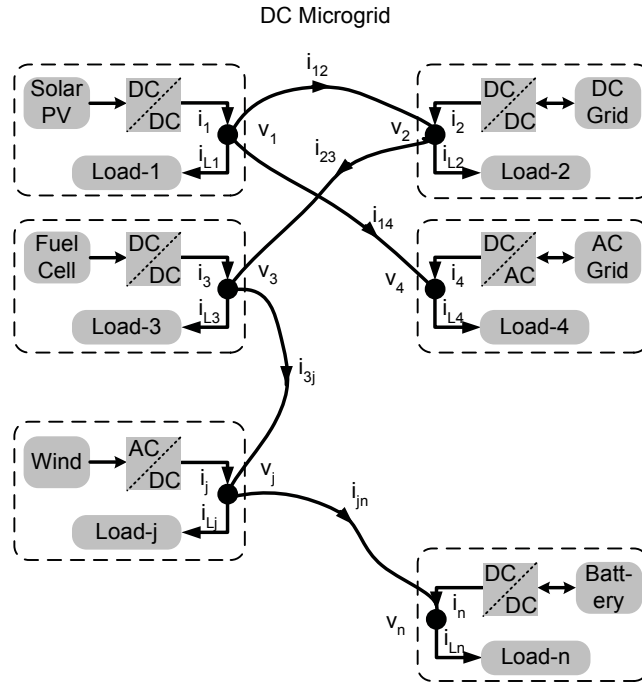 DC Microgrid
Solar
PV
DC
DC
i1
v1
iL1
Load-1
i12
i23
i14
DC
Grid
DC
DC
i2
v2
iL2
Load-2
Fuel
Cell
DC
DC
i3
v3
iL3
Load-3
AC
Grid
DC
AC
i4
v4
iL4
Load-4
i3j
Wind
AC
DC
ij
vj
iLj
Load-j
ijn
Batt-
ery
DC
DC
in
vn
iLn
Load-n